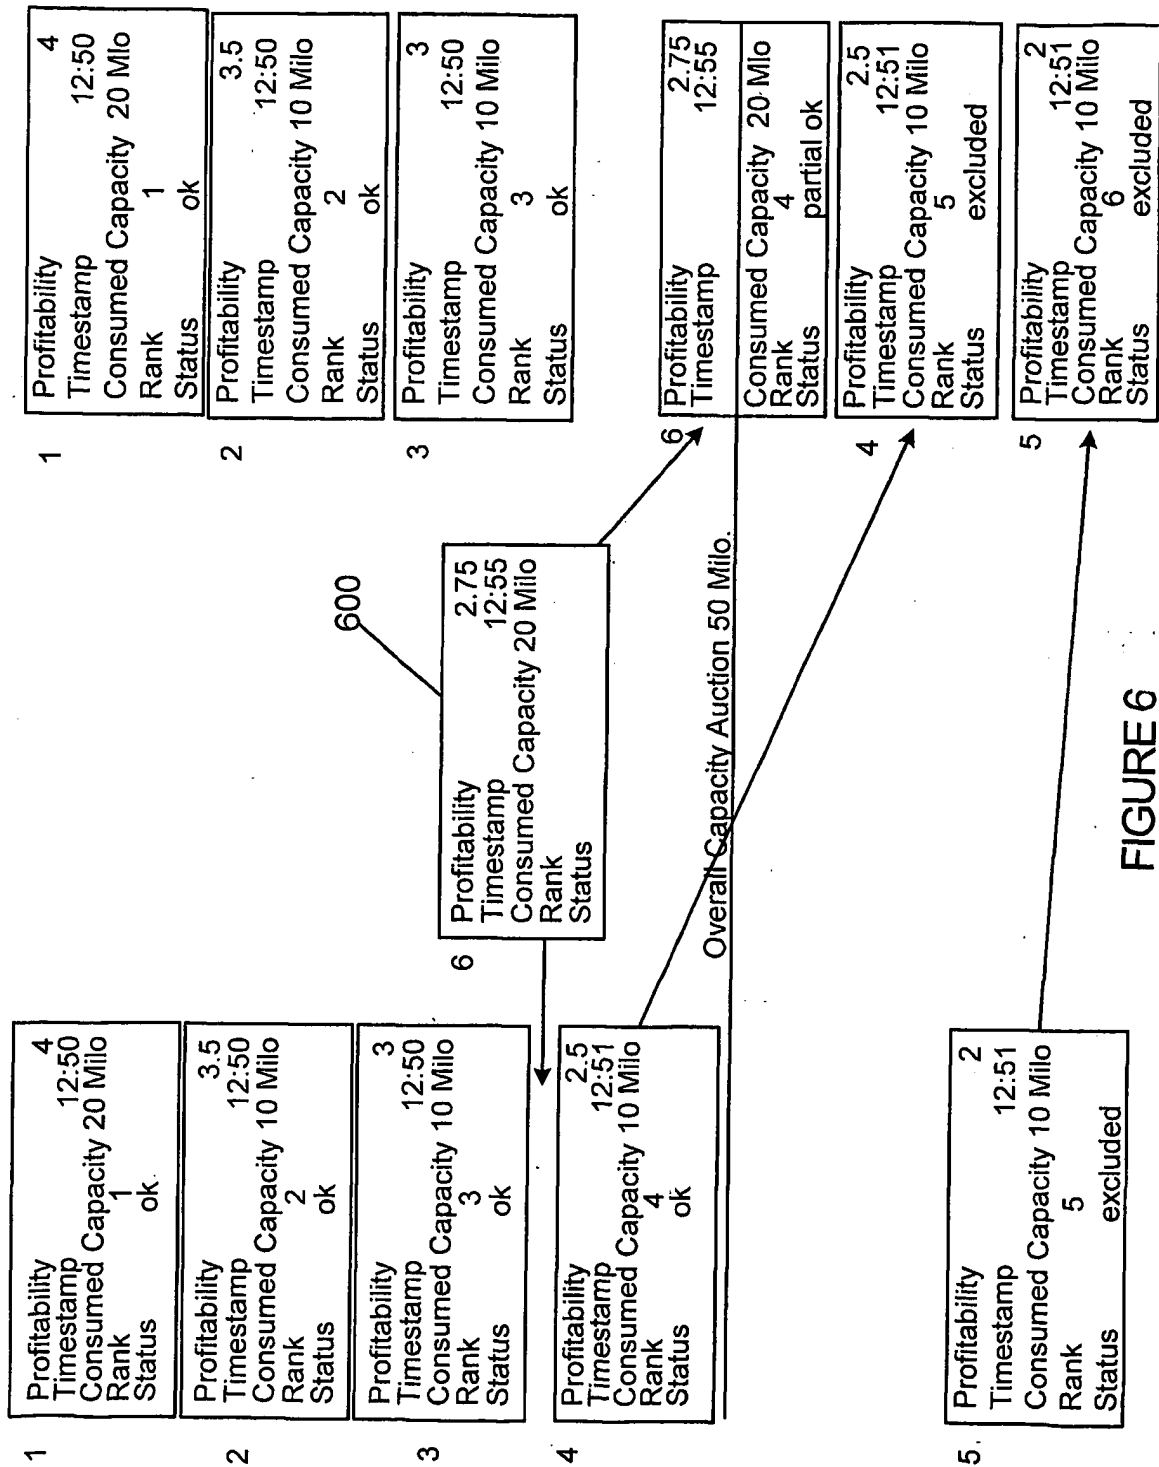 1
Profitability 4
Timestamp 12:50
Consumed Capacity 20 Milo
Rank 1
Status ok
2
Profitability 3.5
Timestamp 12:50
Consumed Capacity 10 Milo
Rank 2
Status ok
3
Profitability 3
Timestamp 12:50
Consumed Capacity 10 Milo
Rank 3
Status ok
4
Profitability 2.5
Timestamp 12:51
Consumed Capacity 10 Milo
Rank 4
Status ok
5.
Profitability 2
Timestamp 12:51
Consumed Capacity 10 Milo
Rank 5
Status excluded
600
6
Profitability 2.75
Timestamp 12:55
Consumed Capacity 20 Milo
Rank
Status
Overall Capacity Auction 50 Milo.
1
Profitability 4
Timestamp 12:50
Consumed Capacity 20 Mlo
Rank 1
Status ok
2
Profitability 3.5
Timestamp 12:50
Consumed Capacity 10 Milo
Rank 2
Status ok
3
Profitability 3
Timestamp 12:50
Consumed Capacity 10 Milo
Rank 3
Status ok
6
Profitability 2.75
Timestamp 12:55
Consumed Capacity 20 Mlo
Rank 4
Status partial ok
4
Profitability 2.5
Timestamp 12:51
Consumed Capacity 10 Milo
Rank 5
Status excluded
5
Profitability 2
Timestamp 12:51
Consumed Capacity 10 Milo
Rank 6
Status excluded
FIGURE 6